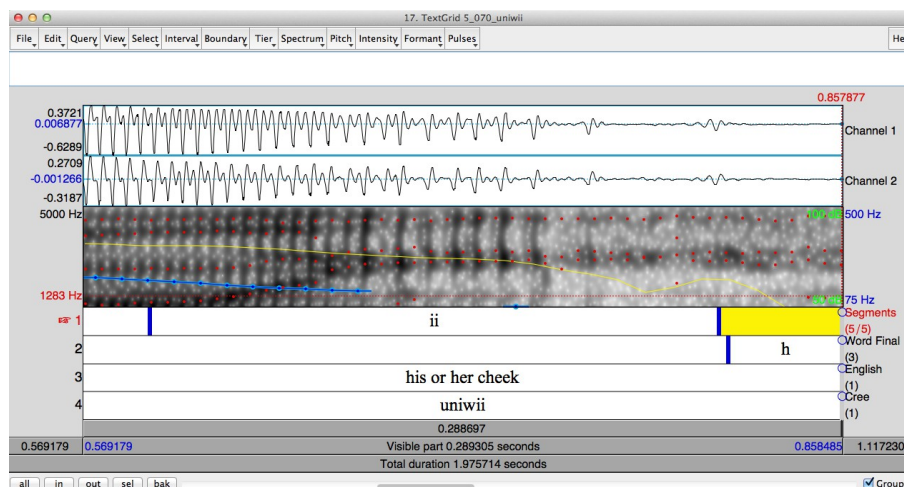 17. TextGrid 5_070_uniwii
File Edit Query View Select Interval Boundary Tier Spectrum Pitch Intensity Formant Pulses He
0.857877
0.3721
0.006877
-0.6289
Channel 1
0.2709
-0.001266
-0.3187
Channel 2
5000 Hz 100 dB 500 Hz
1283 Hz 75 Hz
1 ii Segments
(5/5)
2 h Word Final
(3)
3 his or her cheek English
(1)
4 uniwii Cree
(1)
0.288697
0.569179 0.569179 Visible part 0.289305 seconds 0.858485 1.117230
Total duration 1.975714 seconds
all in out sel bak Group